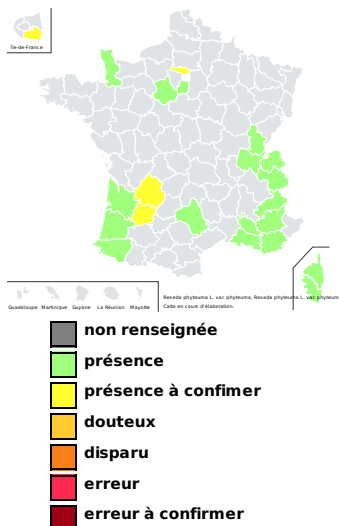 Île-de-France
Guadeloupe Martinique Guyane La Réunion Mayotte
Reseda phyteuma L. var. phyteuma, Reseda phyteuma L. var. phyteum
Carte en cours d'élaboration.
non renseignée
présence
présence à confimer
douteux
disparu
erreur
erreur à confirmer